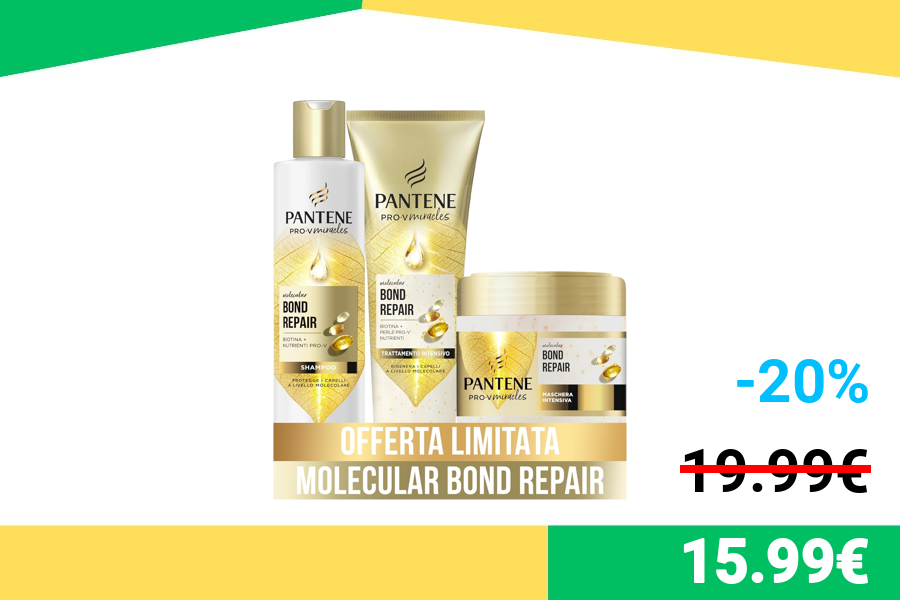 PANTENE
PRO-V miracles
molecular
BOND
REPAIR
BIOTINA +
NUTRIENTI PRO-V
SHAMPOO
PROTEGGE I CAPELLI
A LIVELLO MOLECOLARE
PANTENE
PRO-V miracles
molecular
BOND
REPAIR
BIOTINA +
PERLE PRO-V
NUTRIENTI
TRATTAMENTO INTENSIVO
RIGENERA I CAPELLI
A LIVELLO MOLECOLARE
PANTENE
PRO-V miracles
molecular
BOND
REPAIR
MASCHERA
INTENSIVA
OFFERTA LIMITATA
MOLECULAR BOND REPAIR
-20%
19.99€
15.99€